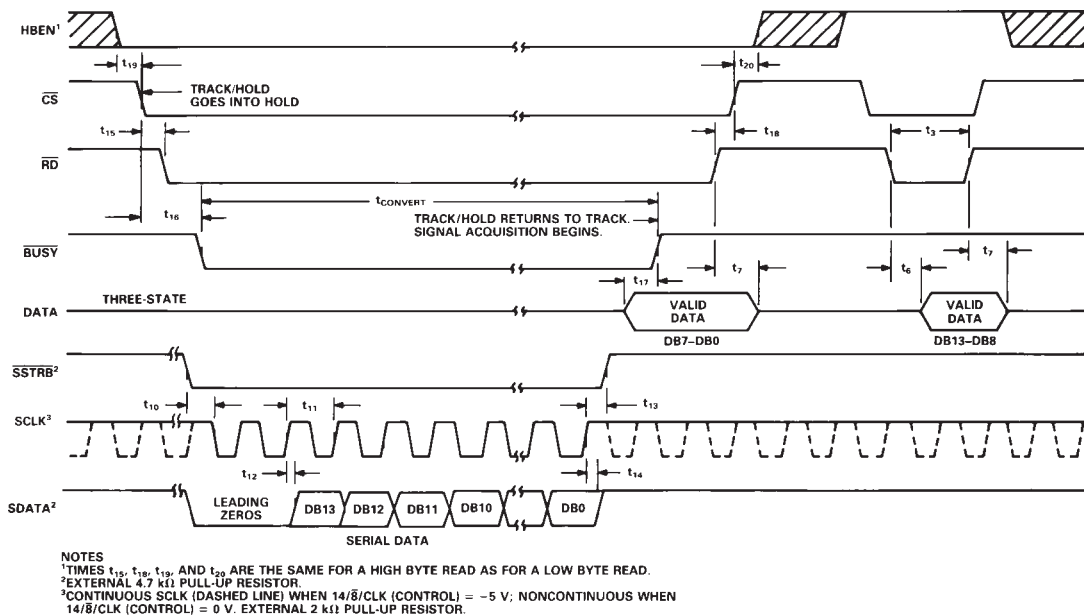 HBEN¹
t₁₉
t₂₀
TRACK/HOLD
GOES INTO HOLD
C̅S̅
t₁₅
t₁₈
t₃
R̅D̅
t₁₆
tCONVERT
TRACK/HOLD RETURNS TO TRACK.
SIGNAL ACQUISITION BEGINS.
B̅U̅S̅Y̅
t₁₇
t₇
t₆
t₇
THREE-STATE
DATA
VALID
DATA
VALID
DATA
DB7–DB0
DB13–DB8
S̅S̅T̅R̅B̅²
t₁₀
t₁₁
t₁₃
SCLK³
t₁₂
t₁₄
SDATA²
LEADING
ZEROS
DB13
DB12
DB11
DB10
DB0
SERIAL DATA
NOTES
¹TIMES t₁₅, t₁₈, t₁₉, AND t₂₀ ARE THE SAME FOR A HIGH BYTE READ AS FOR A LOW BYTE READ.
²EXTERNAL 4.7 kΩ PULL-UP RESISTOR.
³CONTINUOUS SCLK (DASHED LINE) WHEN 14/8̅/CLK (CONTROL) = −5 V; NONCONTINUOUS WHEN
14/8̅/CLK (CONTROL) = 0 V. EXTERNAL 2 kΩ PULL-UP RESISTOR.